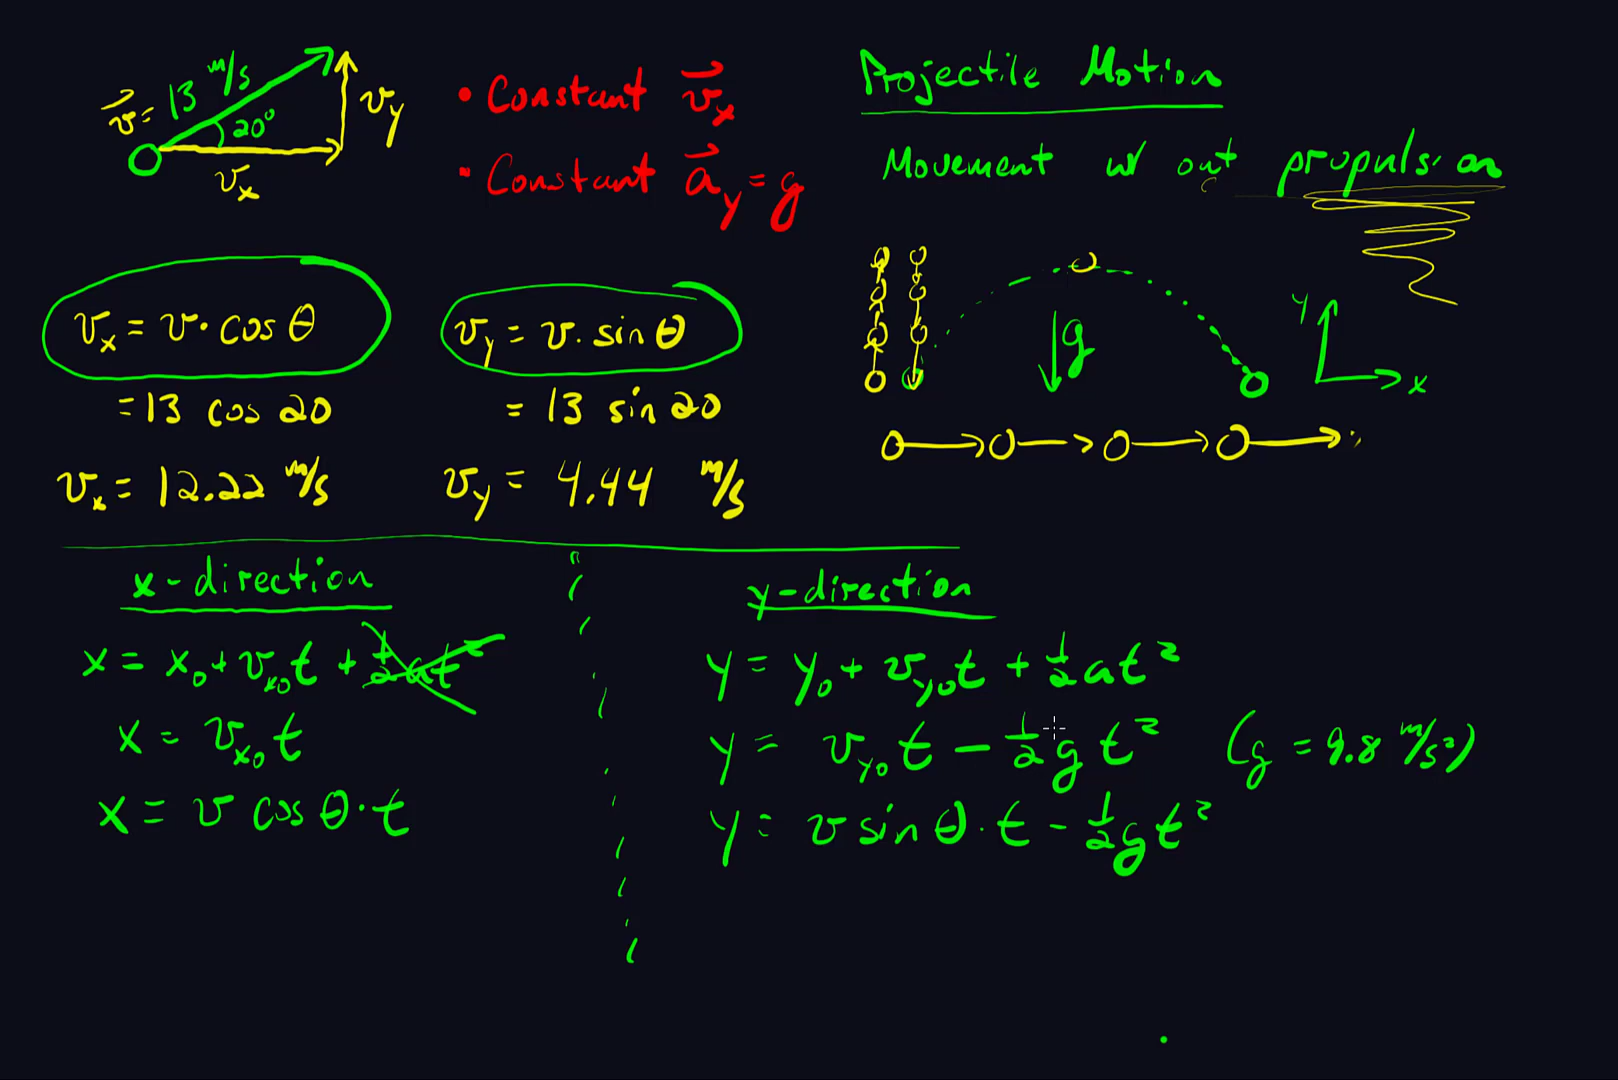 v⃗ = 13 m/s
20°
v_y
v_x
• Constant v⃗_x
• Constant a⃗_y = g
Projectile Motion
Movement w/out propulsion
g
y
x
v_x = v · cos θ
= 13 cos 20
v_x = 12.22 m/s
v_y = v · sin θ
= 13 sin 20
v_y = 4.44 m/s
x-direction
x = x_0 + v_x0 t + ½at²
x = v_x0 t
x = v cos θ · t
y-direction
y = y_0 + v_y0 t + ½at²
y = v_y0 t − ½gt² (g = 9.8 m/s²)
y = v sin θ · t − ½gt²